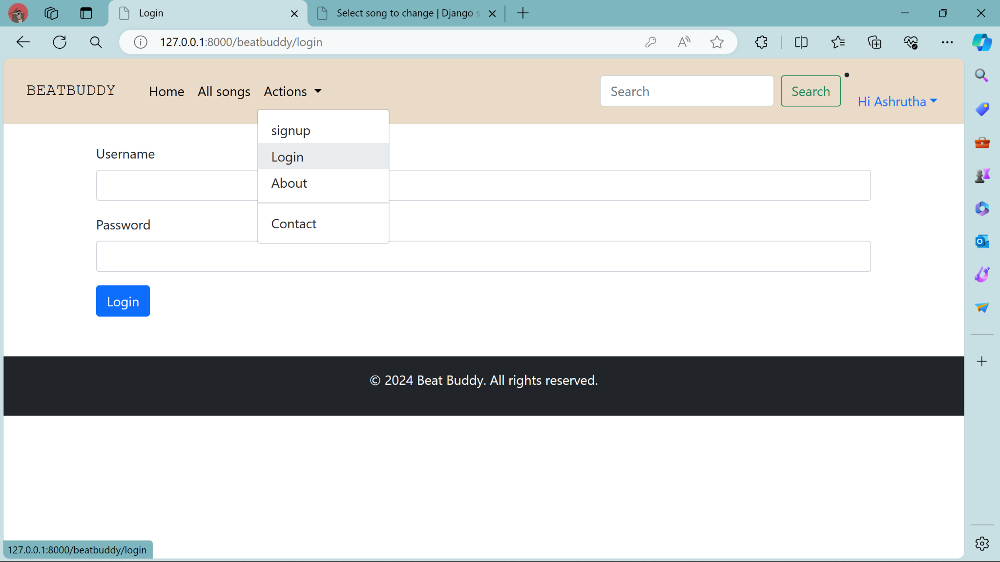 Login
Select song to change | Django
127.0.0.1:8000/beatbuddy/login
BEATBUDDY Home All songs Actions Search Search Hi Ashrutha
signup
Login
About
Contact
Username
Password
Login
© 2024 Beat Buddy. All rights reserved.
127.0.0.1:8000/beatbuddy/login